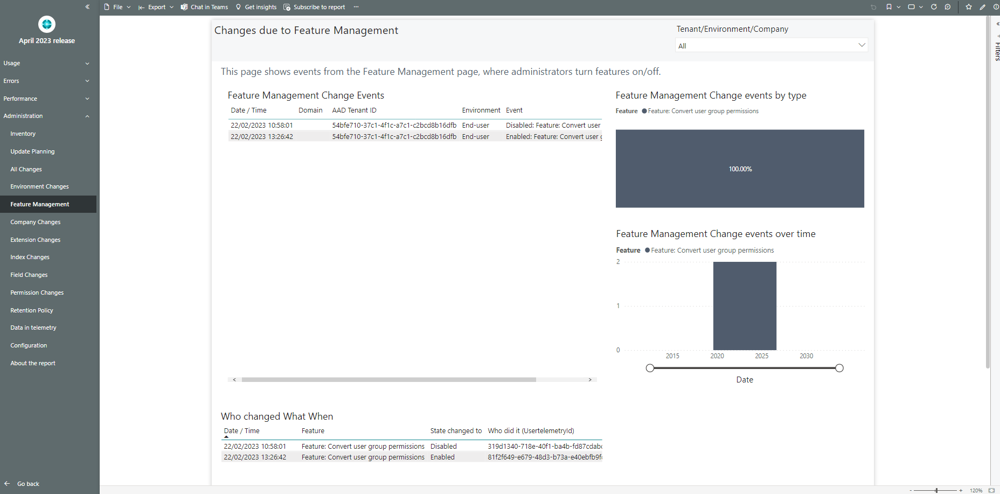 File
Export
Chat in Teams
Get insights
Subscribe to report
April 2023 release
Usage
Errors
Performance
Administration
Inventory
Update Planning
All Changes
Environment Changes
Feature Management
Company Changes
Extension Changes
Index Changes
Field Changes
Permission Changes
Retention Policy
Data in telemetry
Configuration
About the report
Go back
Changes due to Feature Management
Tenant/Environment/Company
All
This page shows events from the Feature Management page, where administrators turn features on/off.
Feature Management Change Events
Date / Time Domain AAD Tenant ID Environment Event
22/02/2023 10:58:01 54bfe710-37c1-4f1c-a7c1-c2bcd8b16dfb End-user Disabled: Feature: Convert user
22/02/2023 13:26:42 54bfe710-37c1-4f1c-a7c1-c2bcd8b16dfb End-user Enabled: Feature: Convert user
Feature Management Change events by type
Feature Feature: Convert user group permissions
100.00%
Feature Management Change events over time
Feature Feature: Convert user group permissions
2
1
0
2015 2020 2025 2030
Date
Who changed What When
Date / Time Feature State changed to Who did it (UsertelemetryId)
22/02/2023 10:58:01 Feature: Convert user group permissions Disabled 319d1340-718e-40f1-ba4b-fd87cdab
22/02/2023 13:26:42 Feature: Convert user group permissions Enabled 81f2f649-e679-48d3-b73a-e40ebfb9f
Filters
- + 120%